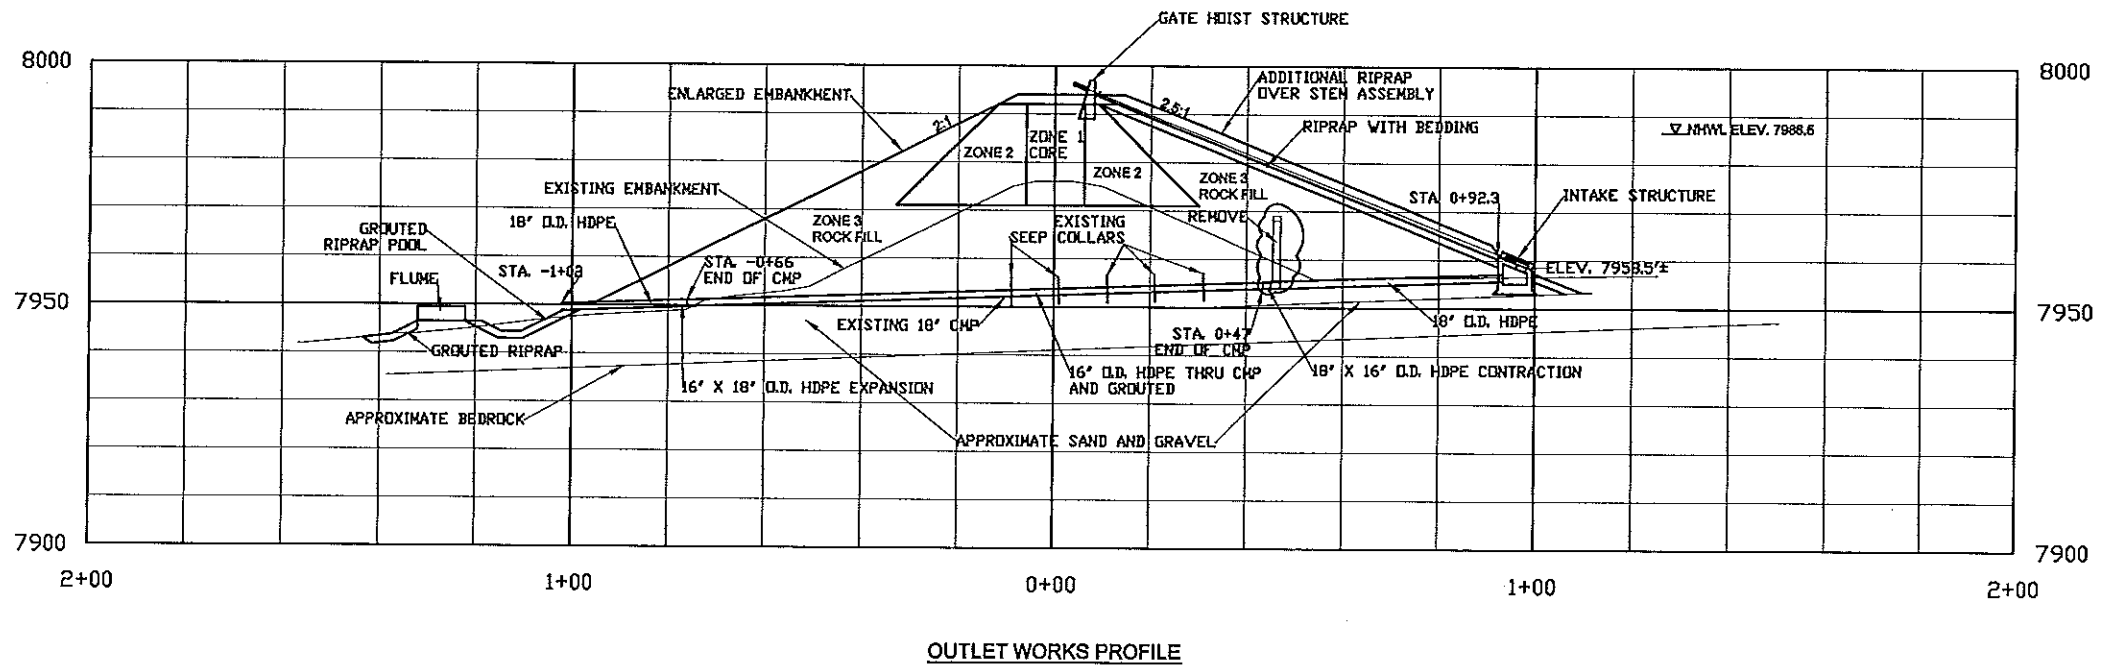 GATE HOIST STRUCTURE
8000
8000
ENLARGED EMBANKMENT
2:1
2.5:1
ADDITIONAL RIPRAP
OVER STEM ASSEMBLY
RIPRAP WITH BEDDING
NHWL ELEV. 7986.6
ZONE 2
ZONE 1
CORE
ZONE 2
ZONE 3
ROCK FILL
EXISTING EMBANKMENT
STA. 0+92.3
INTAKE STRUCTURE
GROUTED
RIPRAP POOL
18" O.D. HDPE
ZONE 3
ROCK FILL
EXISTING
SEEP COLLARS
REMOVE
FLUME
STA. -1+03
STA. -0+66
END OF CMP
ELEV. 7958.5'±
7950
7950
GROUTED RIPRAP
EXISTING 18" CMP
STA. 0+47
END OF CMP
18" O.D. HDPE
16" X 18" O.D. HDPE EXPANSION
16" O.D. HDPE THRU CMP
AND GROUTED
18" X 16" O.D. HDPE CONTRACTION
APPROXIMATE BEDROCK
APPROXIMATE SAND AND GRAVEL
7900
7900
2+00
1+00
0+00
1+00
2+00
OUTLET WORKS PROFILE